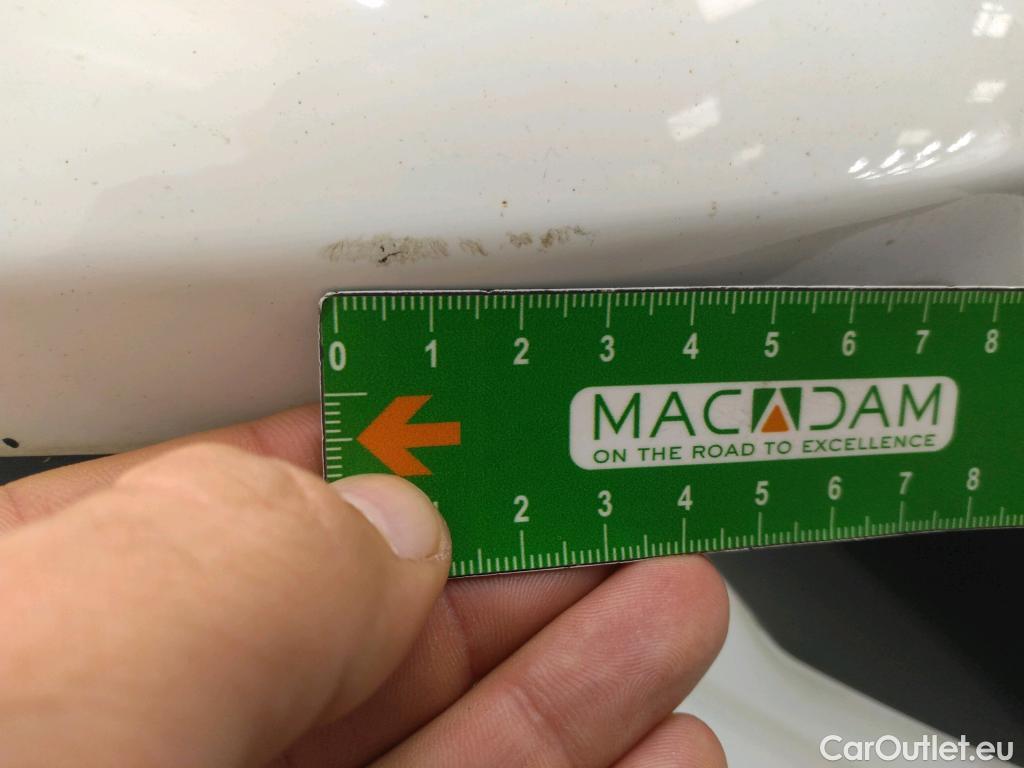 0 1 2 3 4 5 6 7 8
MACADAM
ON THE ROAD TO EXCELLENCE
2 3 4 5 6 7 8
CarOutlet.eu